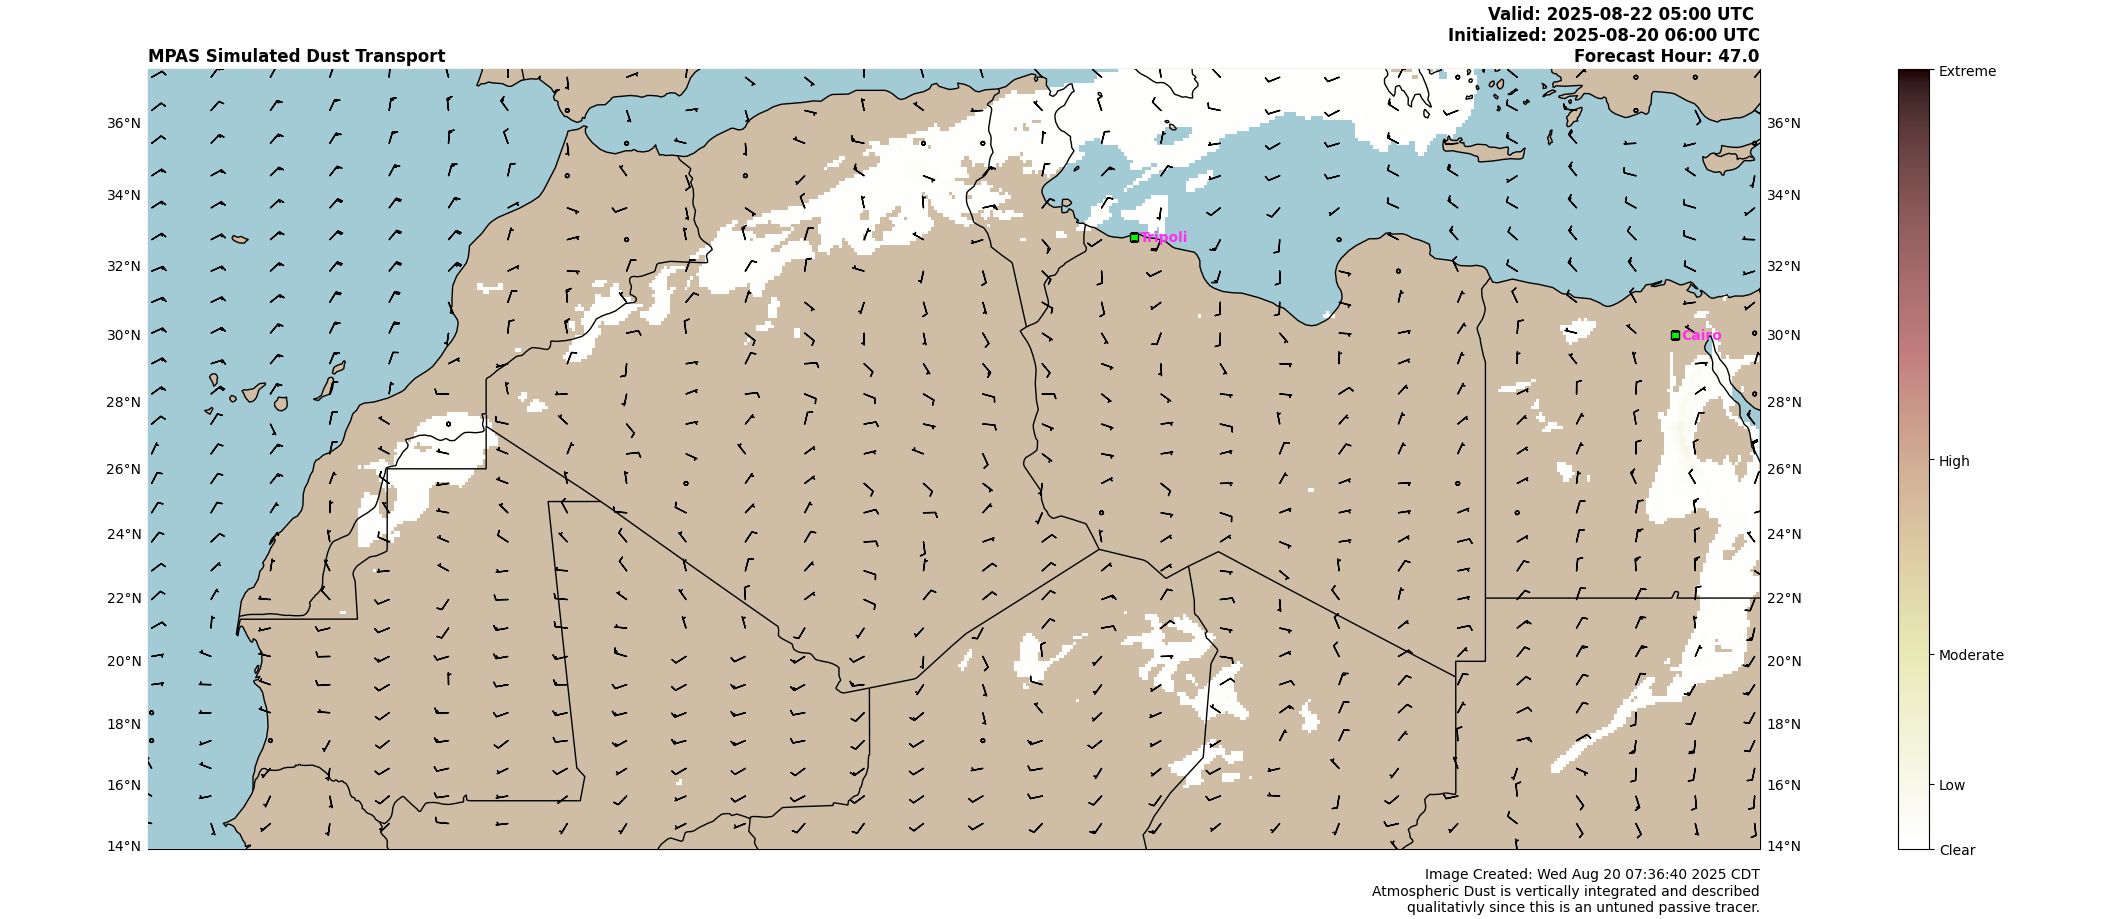 Valid: 2025-08-22 05:00 UTC
Initialized: 2025-08-20 06:00 UTC
MPAS Simulated Dust Transport
Forecast Hour: 47.0
Extreme
36°N
36°N
34°N
34°N
Tripoli
32°N
32°N
30°N
Cairo
30°N
28°N
28°N
26°N
26°N
High
24°N
24°N
22°N
22°N
20°N
20°N
Moderate
18°N
18°N
16°N
16°N
Low
14°N
14°N
Clear
Image Created: Wed Aug 20 07:36:40 2025 CDT
Atmospheric Dust is vertically integrated and described
qualitativly since this is an untuned passive tracer.